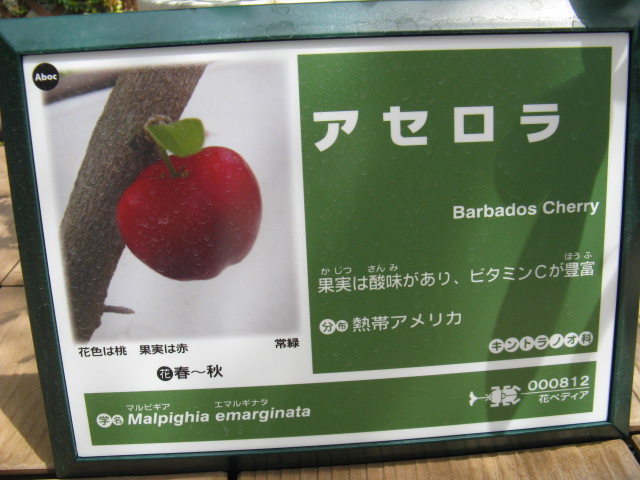 Aboc
アセロラ
Barbados Cherry
かじつ さんみ ほうふ
果実は酸味があり、ビタミンCが豊富
分布 熱帯アメリカ
キントラノオ科
花色は桃 果実は赤 常緑
花 春〜秋
マルピギア エマルギナタ
学名 Malpighia emarginata
000812
花ペディア